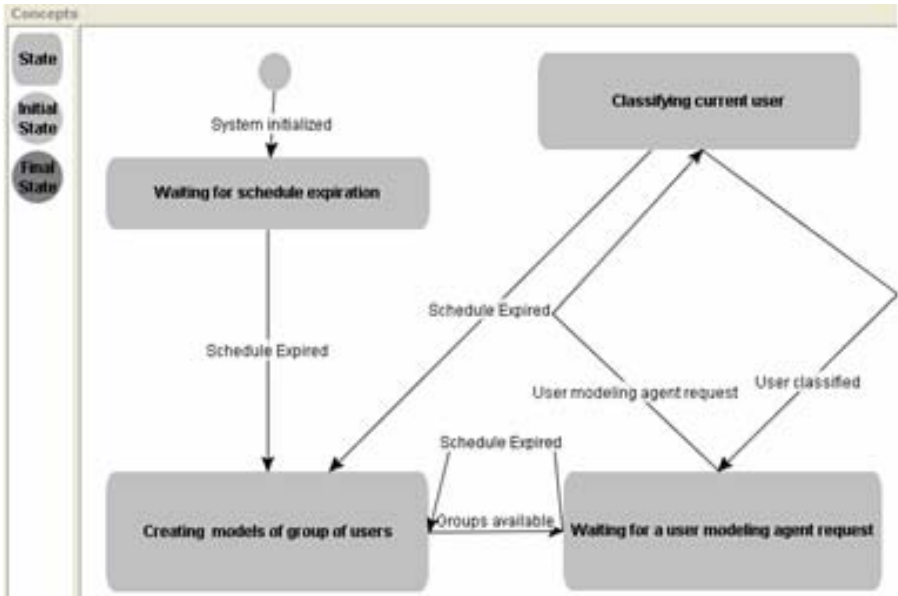 Concepts
State
Initial
State
Final
State
System initialized
Classifying current user
Waiting for schedule expiration
Schedule Expired
Schedule Expired
User modeling agent request
User classified
Schedule Expired
Groups available
Creating models of group of users
Waiting for a user modeling agent request